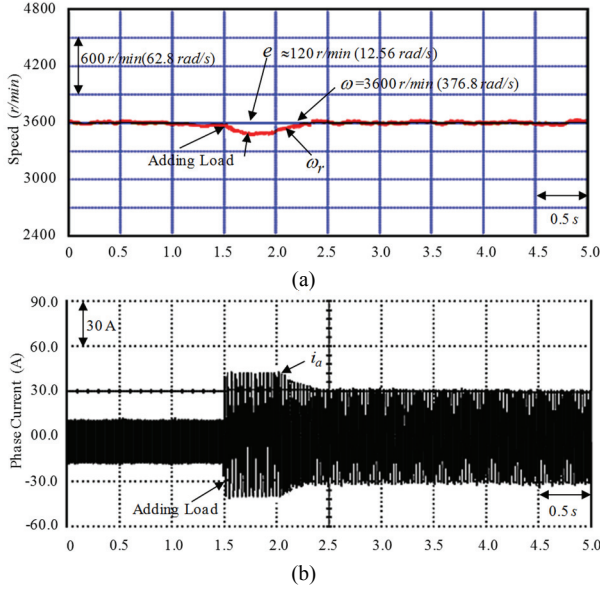 4800
600 r/min(62.8 rad/s)
e ≈120 r/min (12.56 rad/s)
4200
ω =3600 r/min (376.8 rad/s)
3600
Adding Load
ω_r
3000
0.5 s
2400
0 0.5 1.0 1.5 2.0 2.5 3.0 3.5 4.0 4.5 5.0
Speed (r/min)
(a)
90.0
30 A
60.0
i_a
30.0
00.0
-30.0
Adding Load
0.5 s
-60.0
0 0.5 1.0 1.5 2.0 2.5 3.0 3.5 4.0 4.5 5.0
Phase Current (A)
(b)